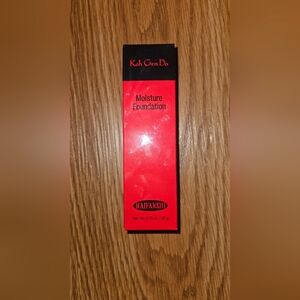 Koh Gen Do
Moisture
Foundation
MAIFANSHI